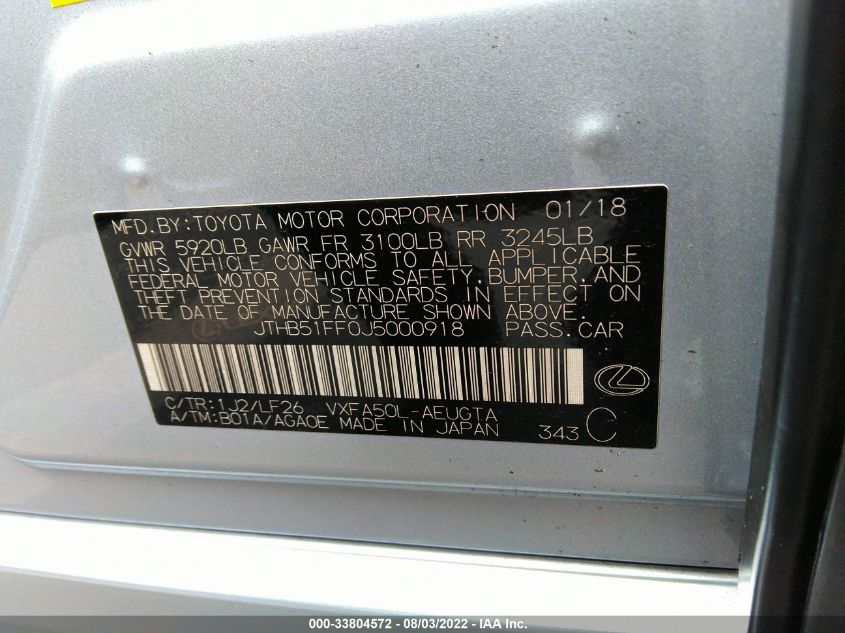 MFD.BY:TOYOTA MOTOR CORPORATION 01/18
GVWR 5920LB GAWR FR 3100LB RR 3245LB
THIS VEHICLE CONFORMS TO ALL APPLICABLE
FEDERAL MOTOR VEHICLE SAFETY,BUMPER,AND
THEFT PREVENTION STANDARDS IN EFFECT ON
THE DATE OF MANUFACTURE SHOWN ABOVE.
JTHB51FF0J5000918 PASS.CAR
C/TR:1J2/LF26 VXFA50L-AEUGTA
A/TM:B01A/AGA0E MADE IN JAPAN 343 C
000-33804572 - 08/03/2022 - IAA Inc.